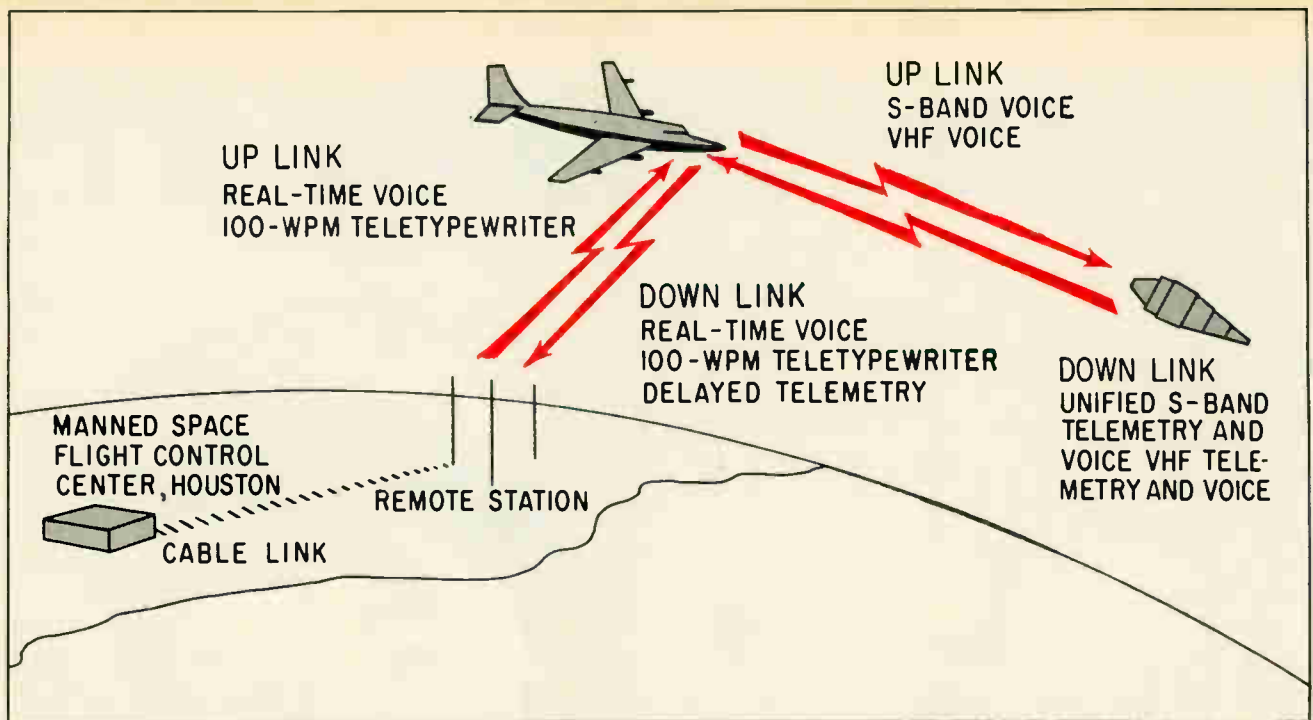 UP LINK
S-BAND VOICE
VHF VOICE
UP LINK
REAL-TIME VOICE
100-WPM TELETYPEWRITER
DOWN LINK
REAL-TIME VOICE
100-WPM TELETYPEWRITER
DELAYED TELEMETRY
DOWN LINK
UNIFIED S-BAND
TELEMETRY AND
VOICE VHF TELE-
METRY AND VOICE
MANNED SPACE
FLIGHT CONTROL
CENTER, HOUSTON
REMOTE STATION
CABLE LINK